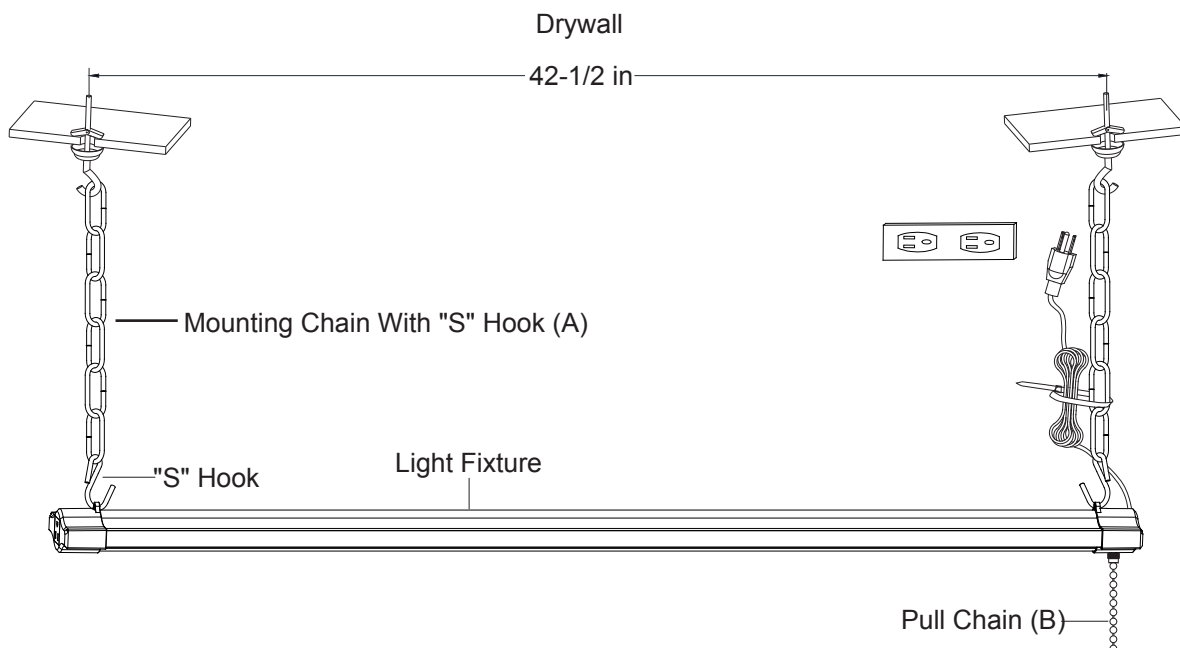 Drywall
42-1/2 in
Mounting Chain With "S" Hook (A)
"S" Hook
Light Fixture
Pull Chain (B)